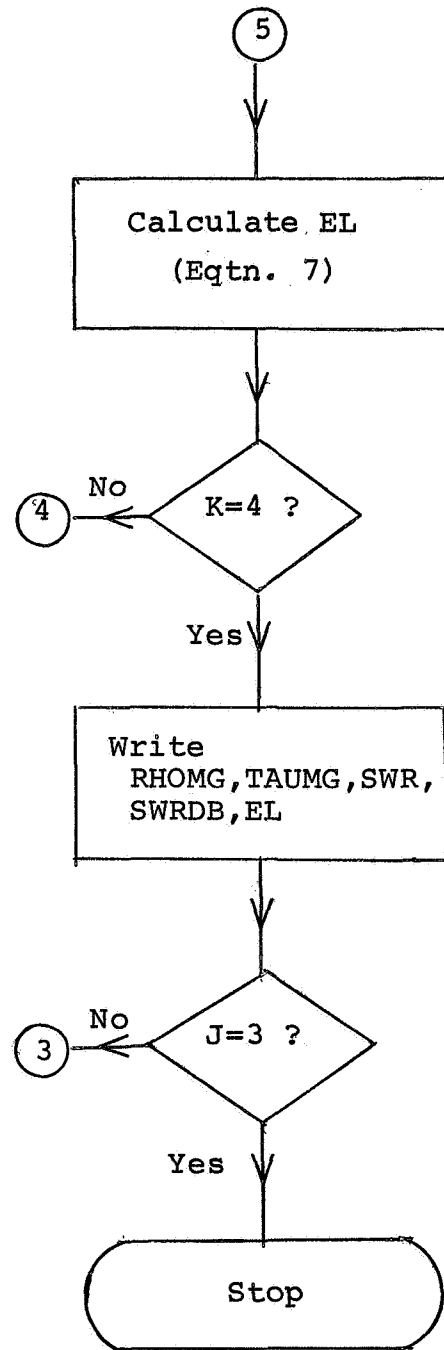 5
Calculate EL
(Eqtn. 7)
No
4
K=4 ?
Yes
Write
RHOMG,TAUMG,SWR,
SWRDB,EL
No
3
J=3 ?
Yes
Stop